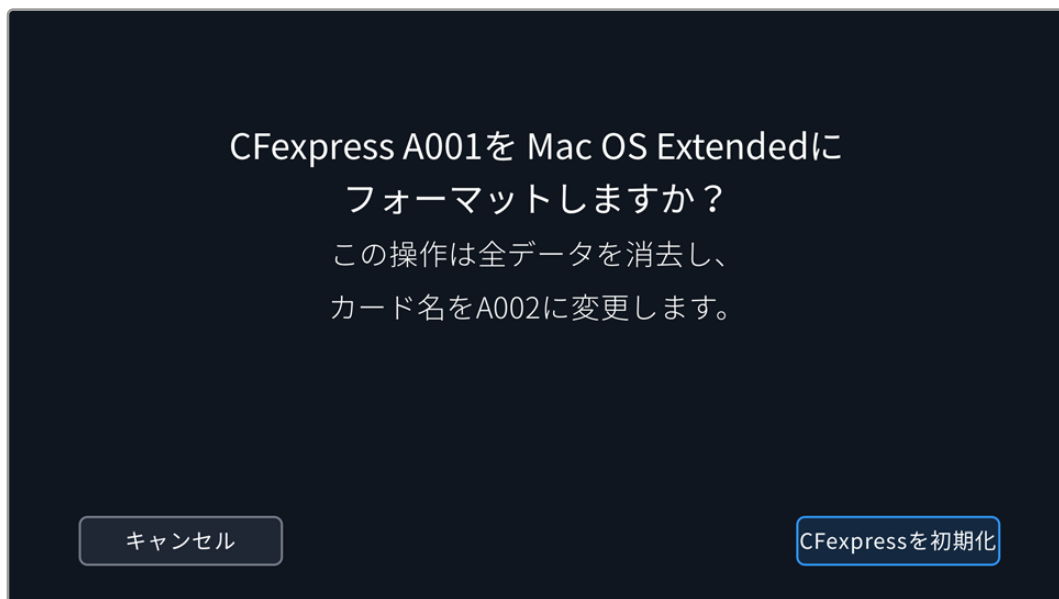 CFexpress A001を Mac OS Extendedに
フォーマットしますか？
この操作は全データを消去し、
カード名をA002に変更します。
キャンセル
CFexpressを初期化